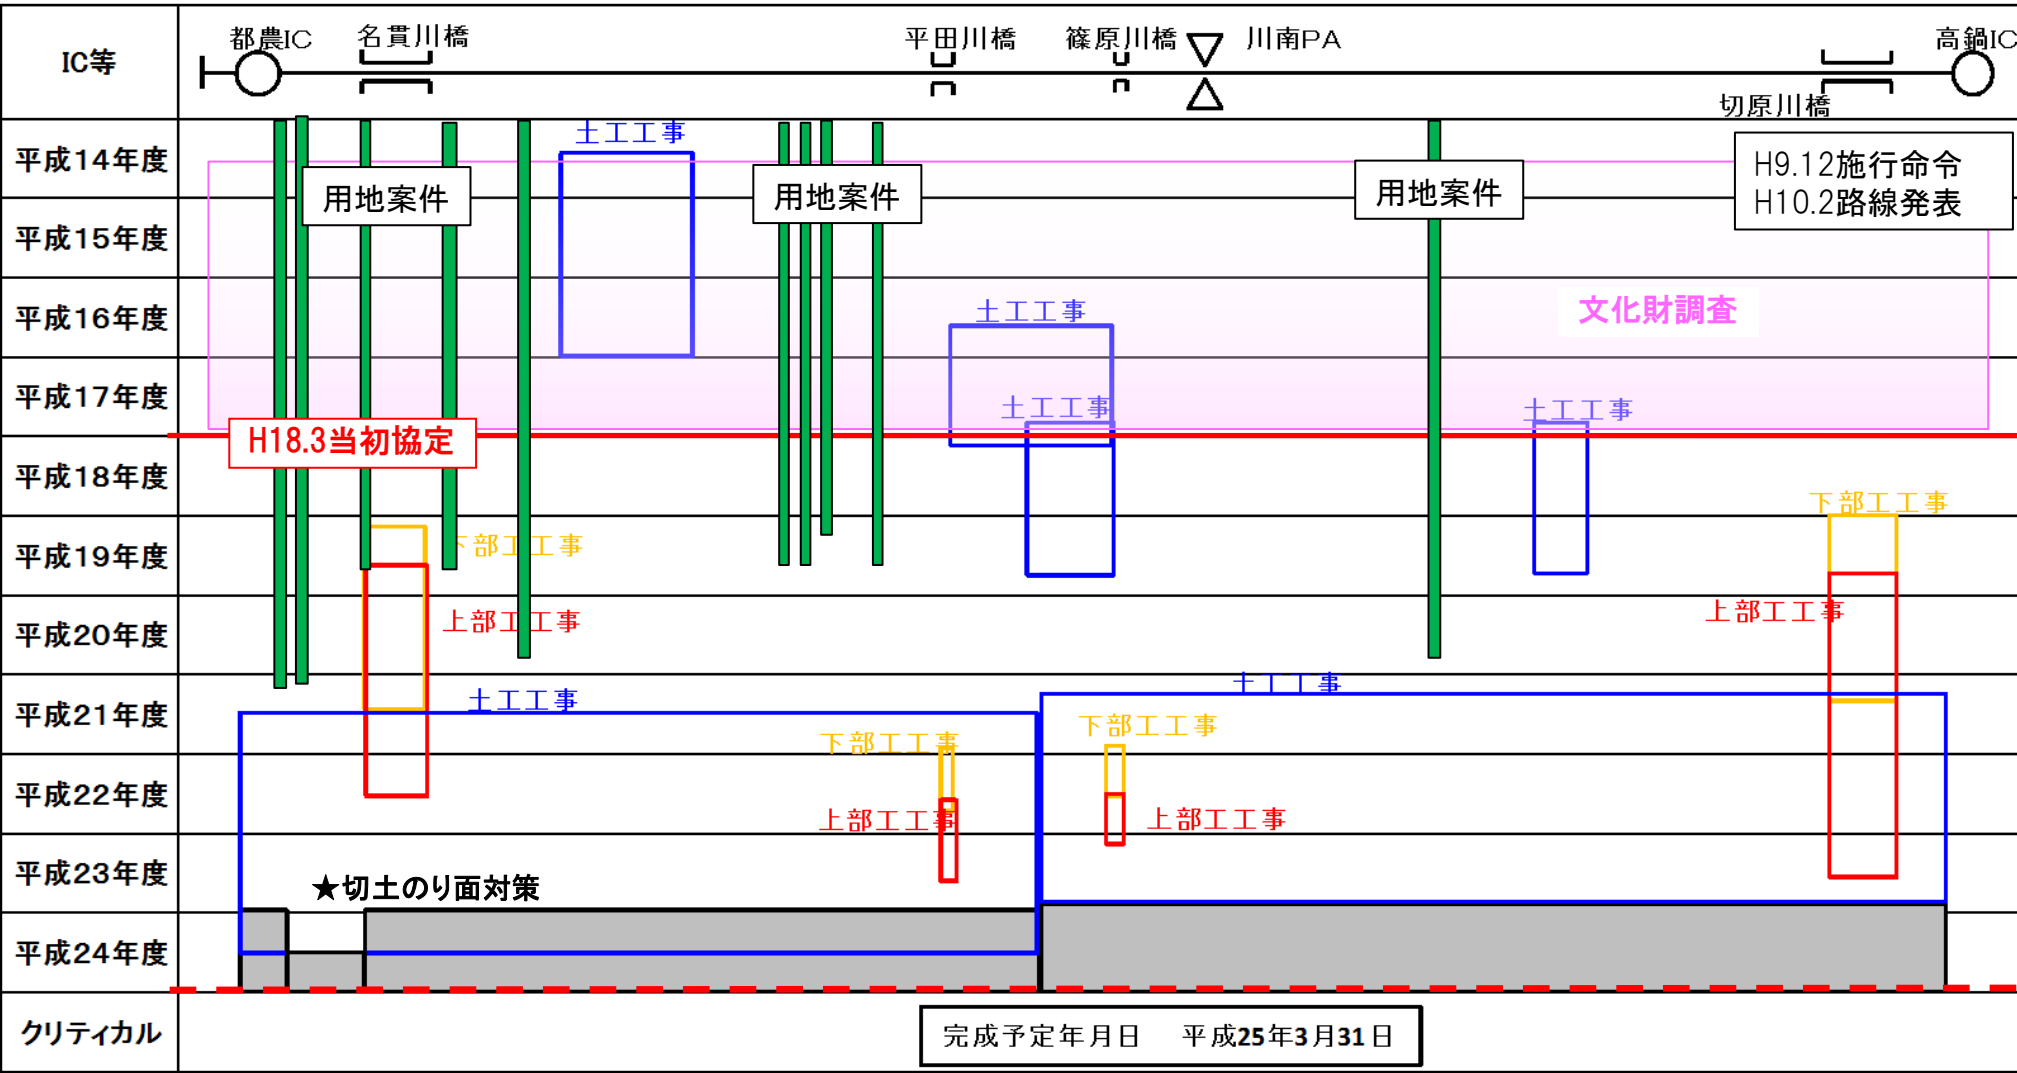 IC等
都農IC
名貫川橋
平田川橋
篠原川橋
川南PA
高鍋IC
切原川橋
平成14年度
土工工事
用地案件
用地案件
用地案件
H9.12施行命令
H10.2路線発表
平成15年度
平成16年度
土工工事
文化財調査
平成17年度
土工工事
土工工事
H18.3当初協定
平成18年度
下部工工事
平成19年度
下部工工事
平成20年度
上部工工事
上部工工事
平成21年度
土工工事
土工工事
下部工工事
下部工工事
平成22年度
上部工工事
上部工工事
平成23年度
★切土のり面対策
平成24年度
クリティカル
完成予定年月日 平成25年3月31日